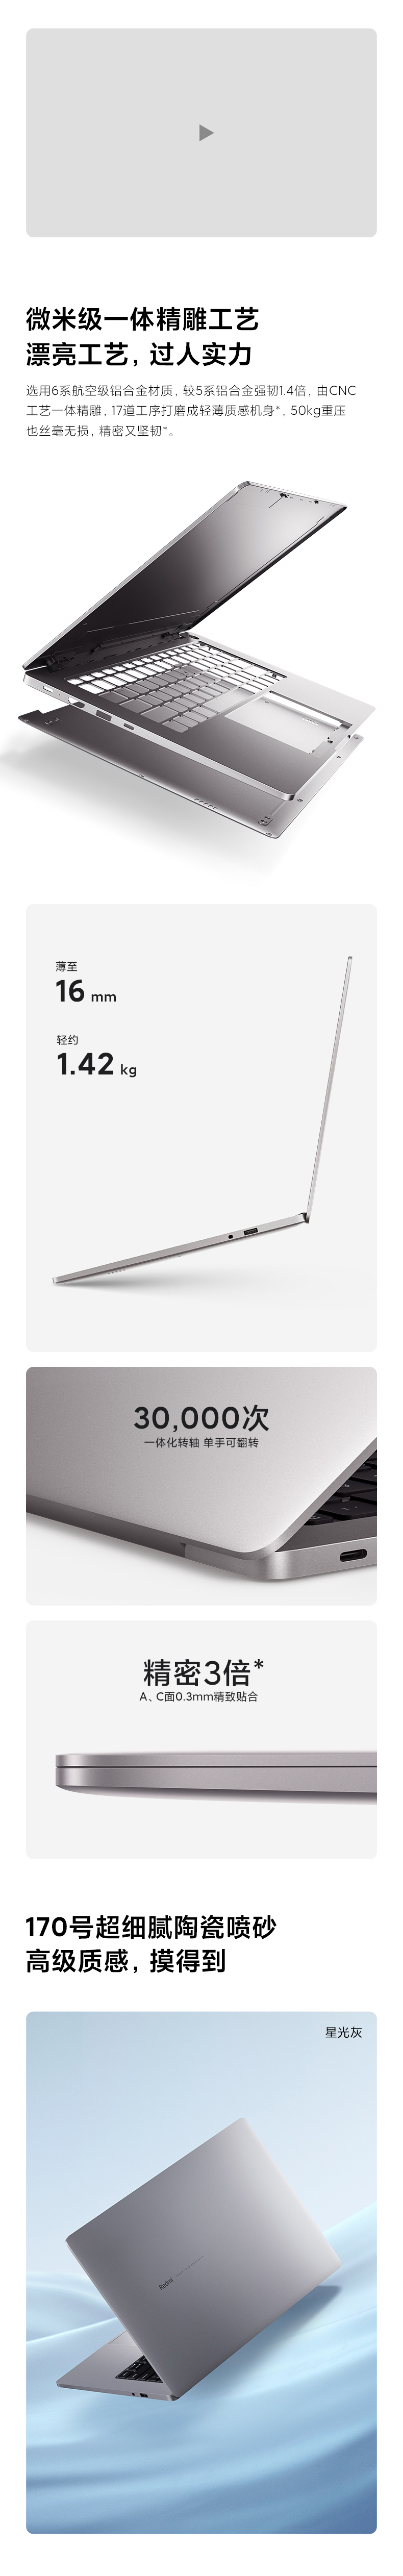 微米级一体精雕工艺
漂亮工艺，过人实力
选用6系航空级铝合金材质，较5系铝合金强韧1.4倍，由CNC
工艺一体精雕，17道工序打磨成轻薄质感机身*，50kg重压
也丝毫无损，精密又坚韧*。
薄至
16 mm
轻约
1.42 kg
30,000次
一体化转轴 单手可翻转
精密3倍*
A、C面0.3mm精致贴合
170号超细腻陶瓷喷砂
高级质感，摸得到
星光灰
Redmi